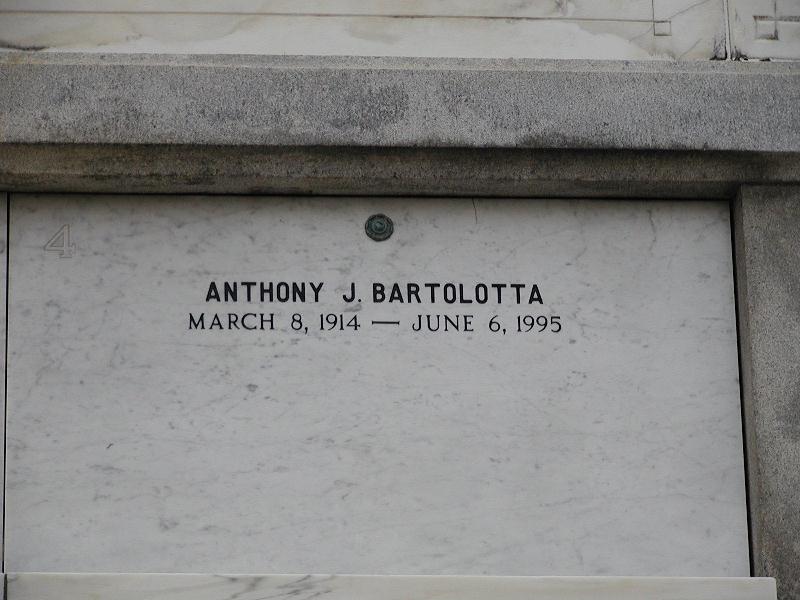 4
ANTHONY J. BARTOLOTTA
MARCH 8, 1914 — JUNE 6, 1995